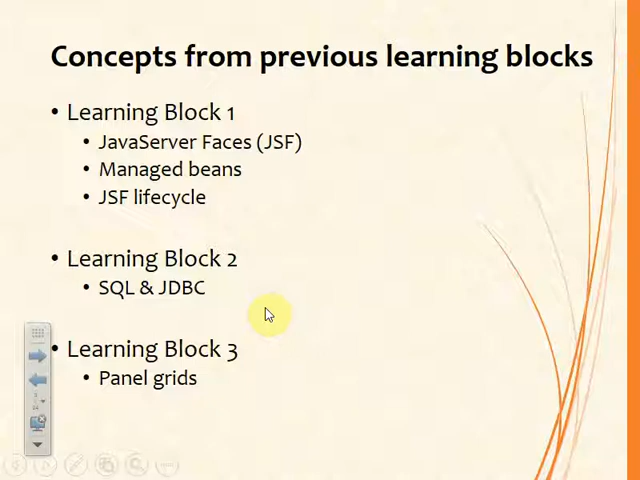 Concepts from previous learning blocks
• Learning Block 1
• JavaServer Faces (JSF)
• Managed beans
• JSF lifecycle
• Learning Block 2
• SQL & JDBC
• Learning Block 3
• Panel grids